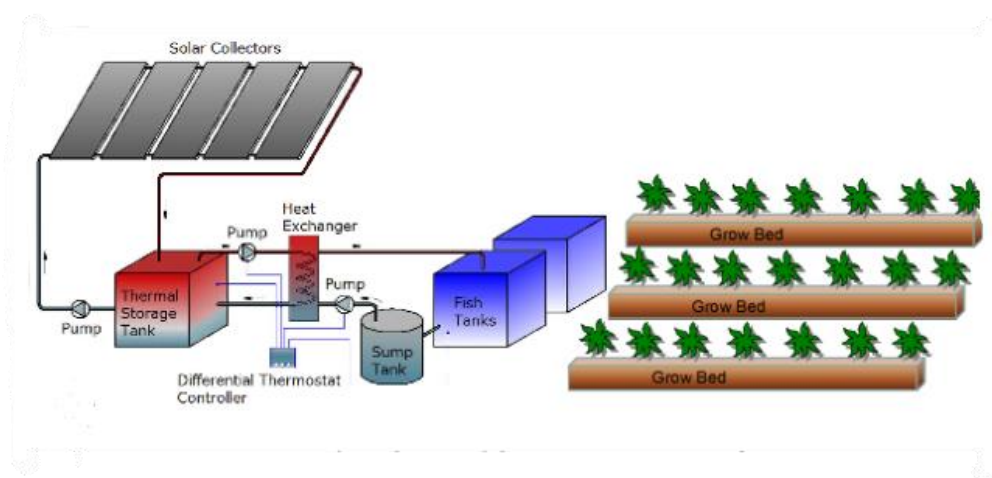 Solar Collectors
Heat
Exchanger
Pump
Pump
Thermal
Storage
Tank
Pump
Fish
Tanks
Sump
Tank
Differential Thermostat
Controller
Grow Bed
Grow Bed
Grow Bed